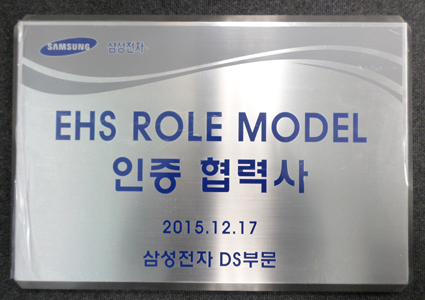 SAMSUNG 삼성전자
EHS ROLE MODEL
인증 협력사
2015.12.17
삼성전자 DS부문